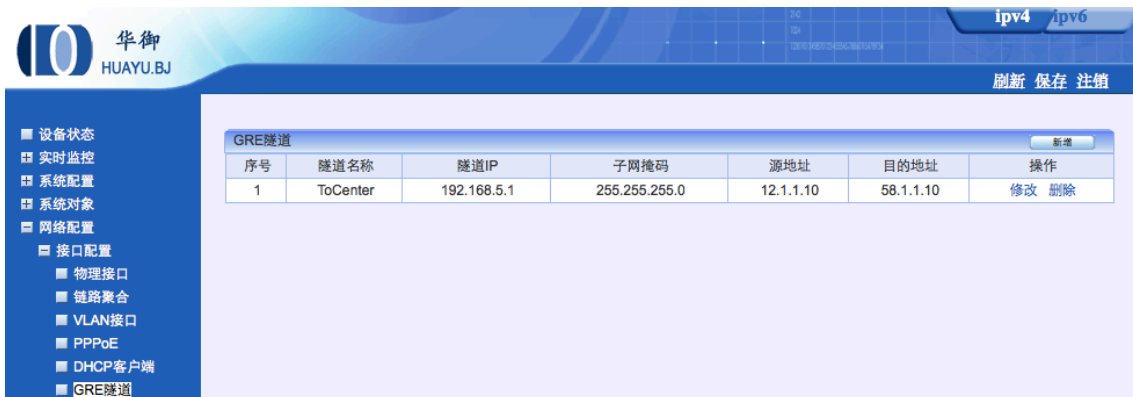 华御
HUAYU.BJ
ipv4 ipv6
刷新 保存 注销
设备状态
实时监控
系统配置
系统对象
网络配置
接口配置
物理接口
链路聚合
VLAN接口
PPPoE
DHCP客户端
GRE隧道
GRE隧道 新增
序号 隧道名称 隧道IP 子网掩码 源地址 目的地址 操作
1 ToCenter 192.168.5.1 255.255.255.0 12.1.1.10 58.1.1.10 修改 删除